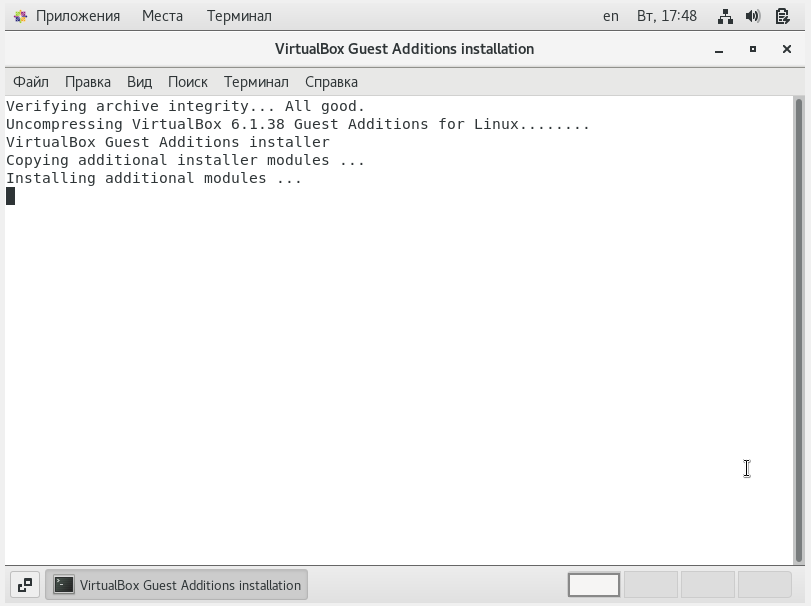 Приложения Места Терминал en Вт, 17:48
VirtualBox Guest Additions installation
Файл Правка Вид Поиск Терминал Справка
Verifying archive integrity... All good.
Uncompressing VirtualBox 6.1.38 Guest Additions for Linux........
VirtualBox Guest Additions installer
Copying additional installer modules ...
Installing additional modules ...
VirtualBox Guest Additions installation